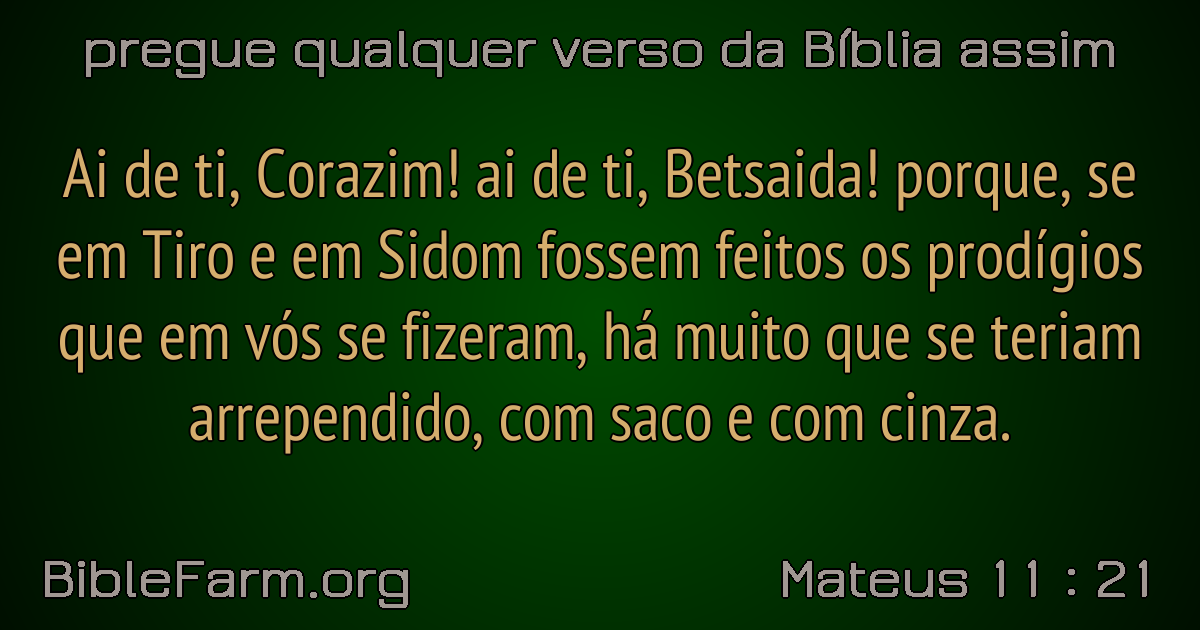 pregue qualquer verso da Bíblia assim
Ai de ti, Corazim! ai de ti, Betsaida! porque, se
em Tiro e em Sidom fossem feitos os prodígios
que em vós se fizeram, há muito que se teriam
arrependido, com saco e com cinza.
BibleFarm.org
Mateus 11 : 21